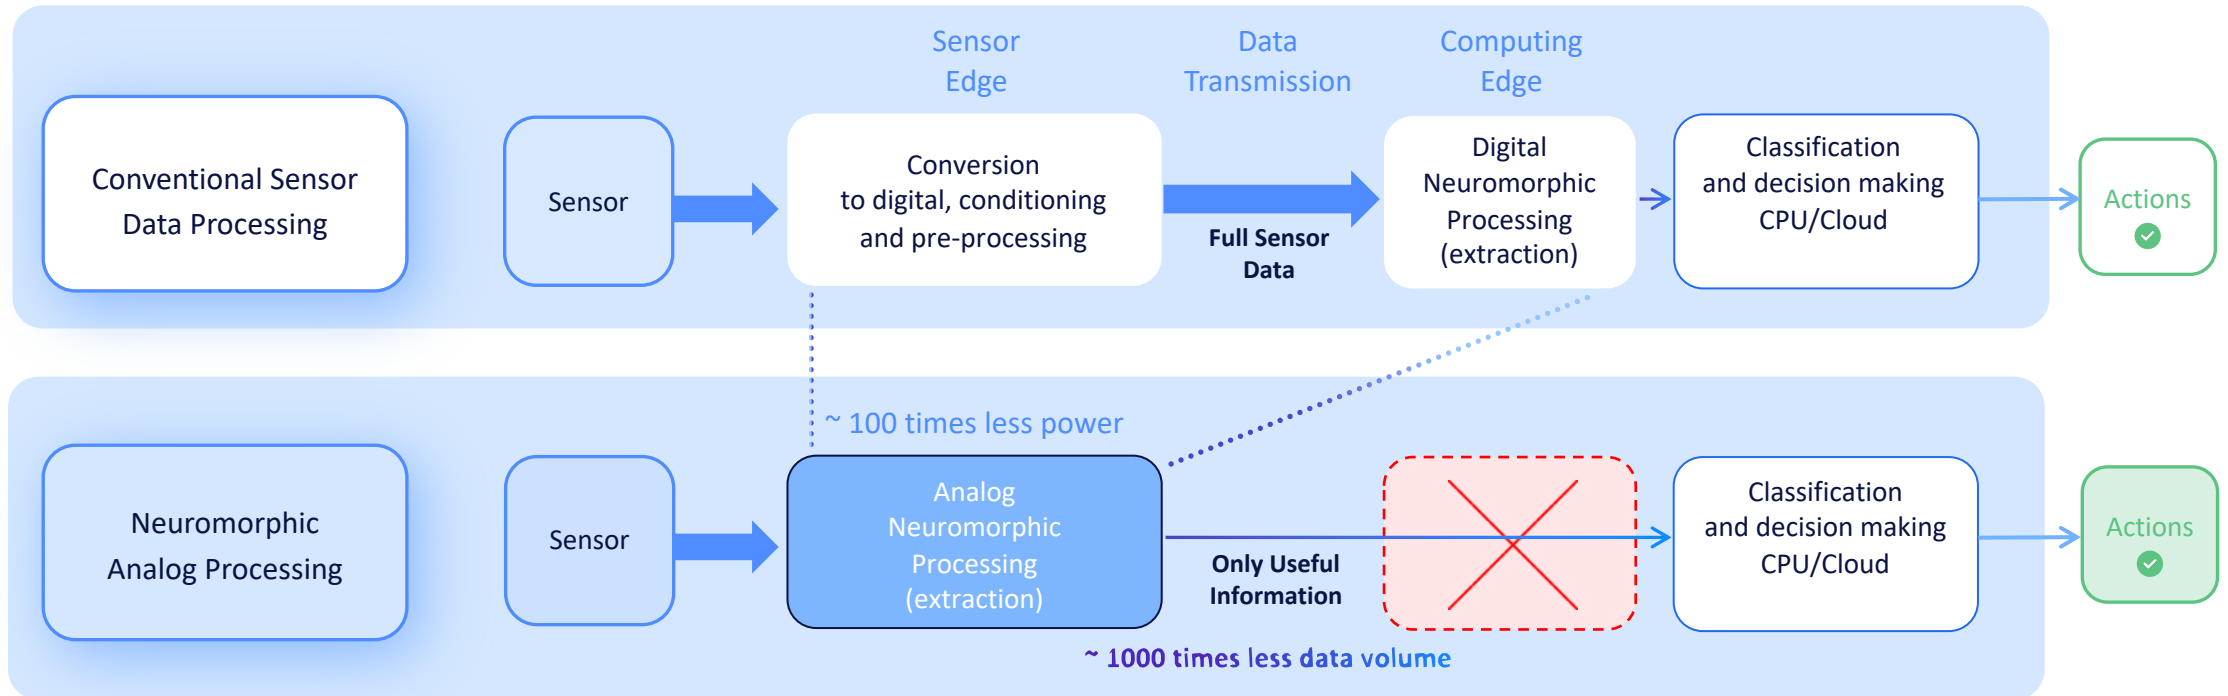 Sensor
Edge
Data
Transmission
Computing
Edge
Conventional Sensor
Data Processing
Sensor
Conversion
to digital, conditioning
and pre-processing
Full Sensor
Data
Digital
Neuromorphic
Processing
(extraction)
Classification
and decision making
CPU/Cloud
Actions
~ 100 times less power
Neuromorphic
Analog Processing
Sensor
Analog
Neuromorphic
Processing
(extraction)
Only Useful
Information
Classification
and decision making
CPU/Cloud
Actions
~ 1000 times less data volume